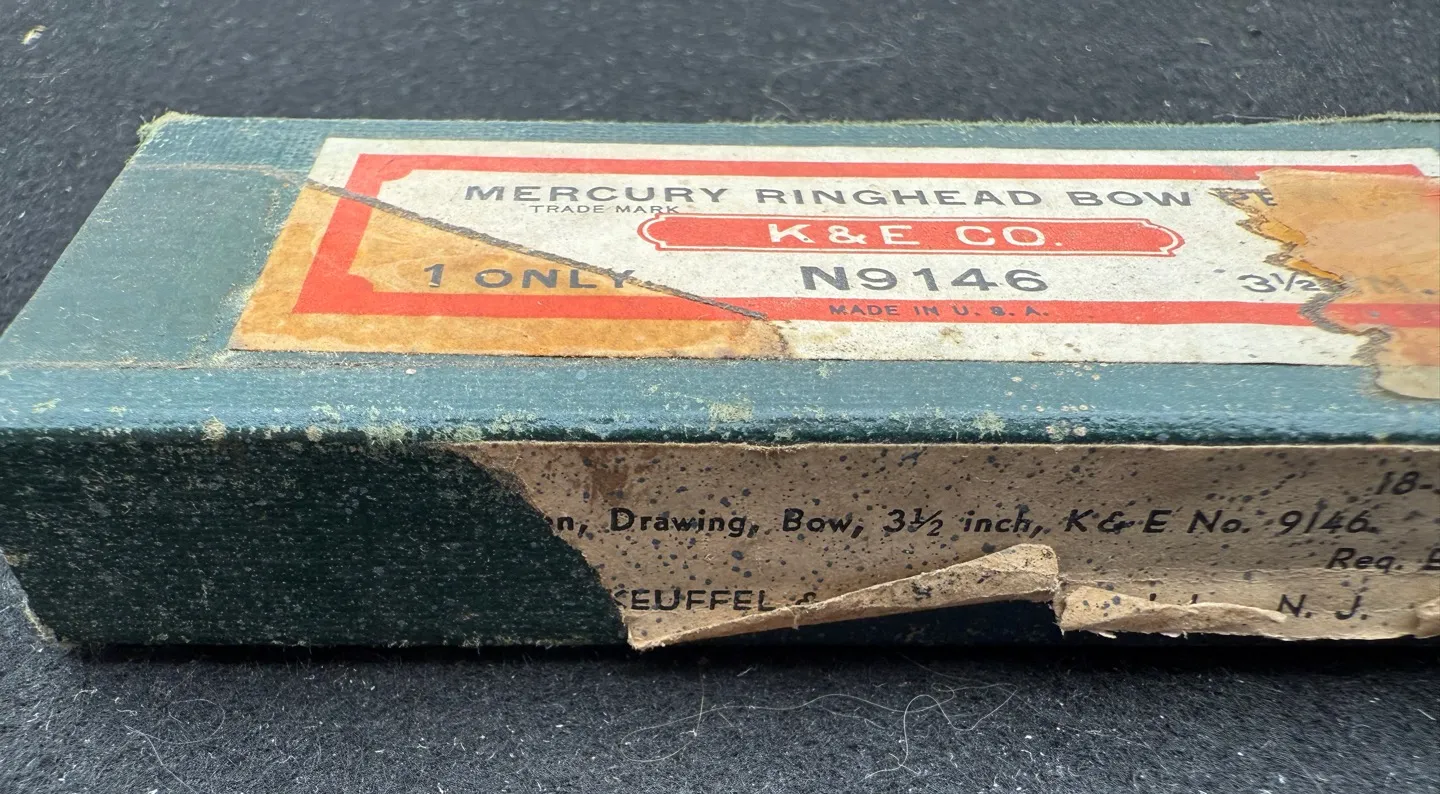 MERCURY RINGHEAD BOW
TRADE MARK
K&E CO.
1 ONLY. N9146 3½
MADE IN U.S.A.
18-
Drawing, Bow, 3½ inch, K&E No. 9146
Req.
KEUFFEL & N. J.